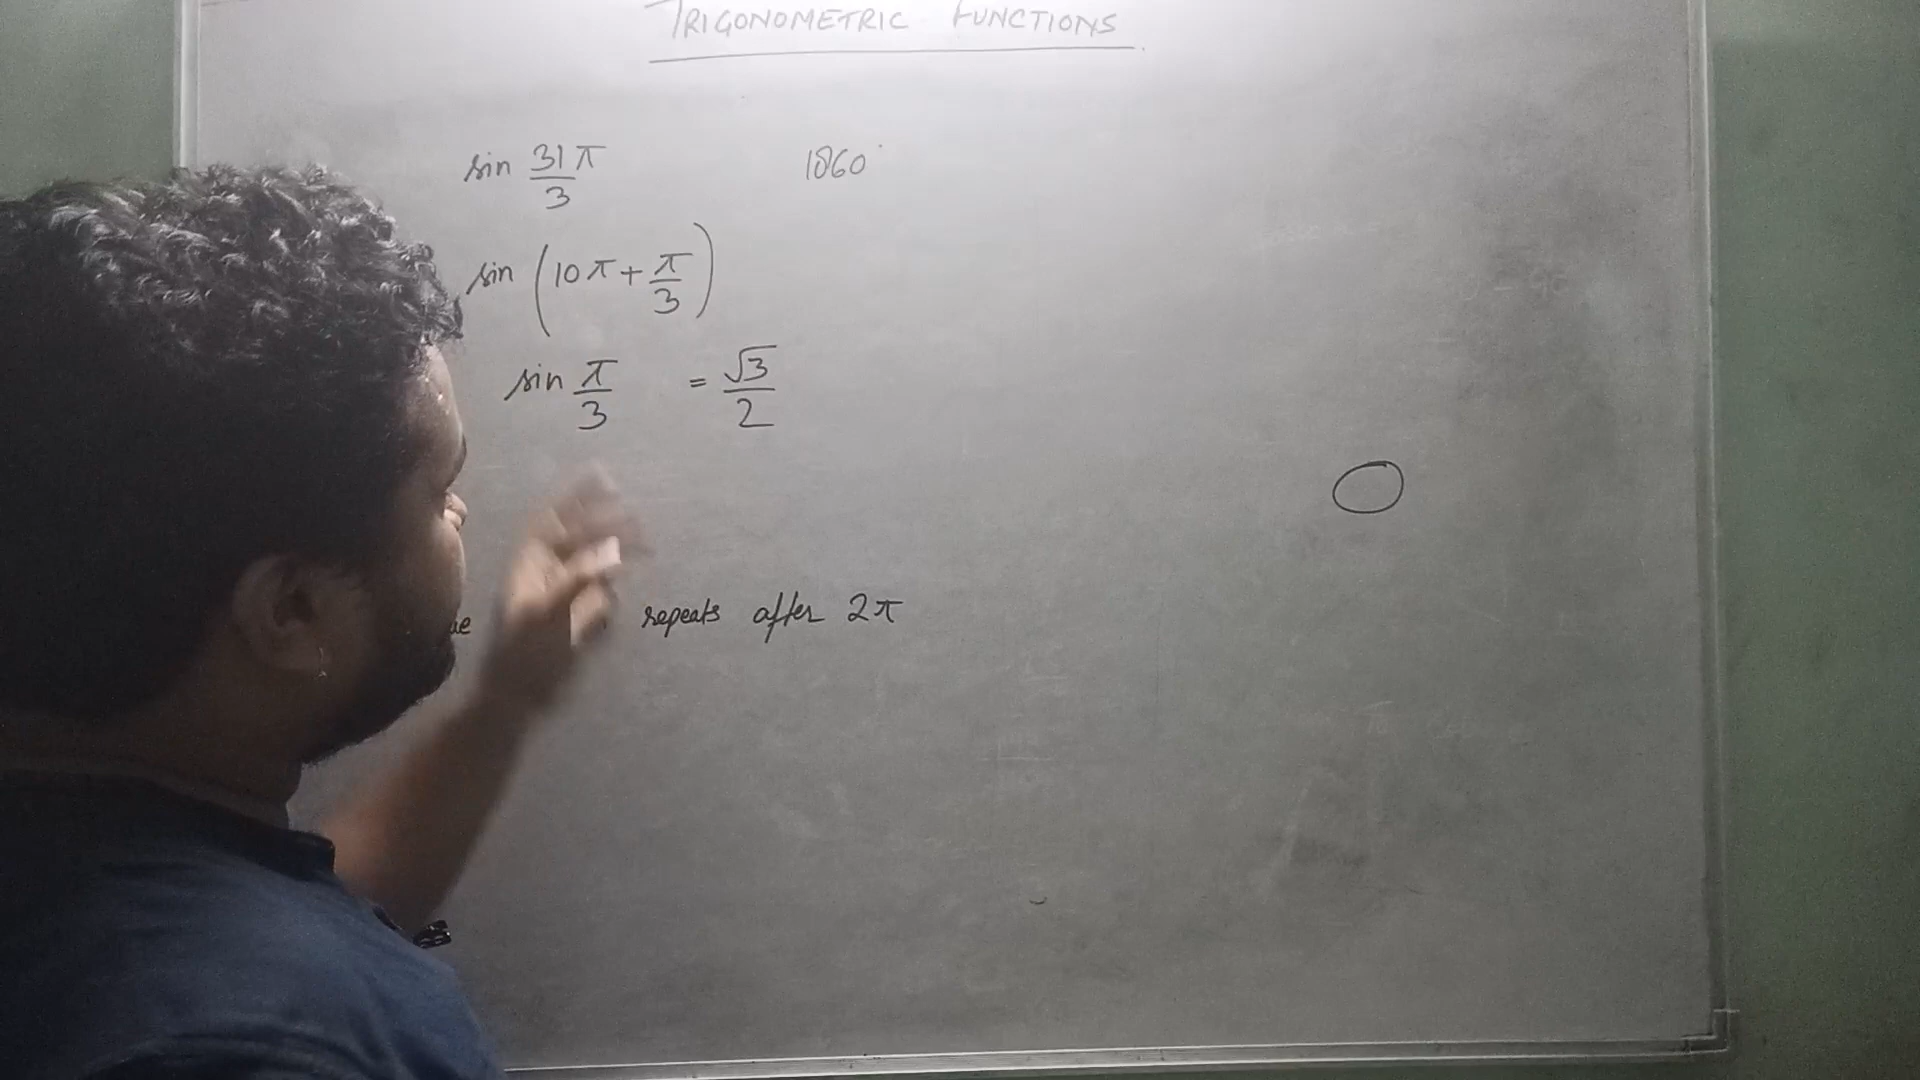 TRIGONOMETRIC FUNCTIONS
sin 31π/3 1860°
sin (10π + π/3)
sin π/3 = √3/2
repeats after 2π